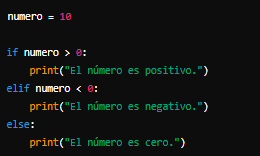 numero = 10

if numero > 0:
    print("El número es positivo.")
elif numero < 0:
    print("El número es negativo.")
else:
    print("El número es cero.")